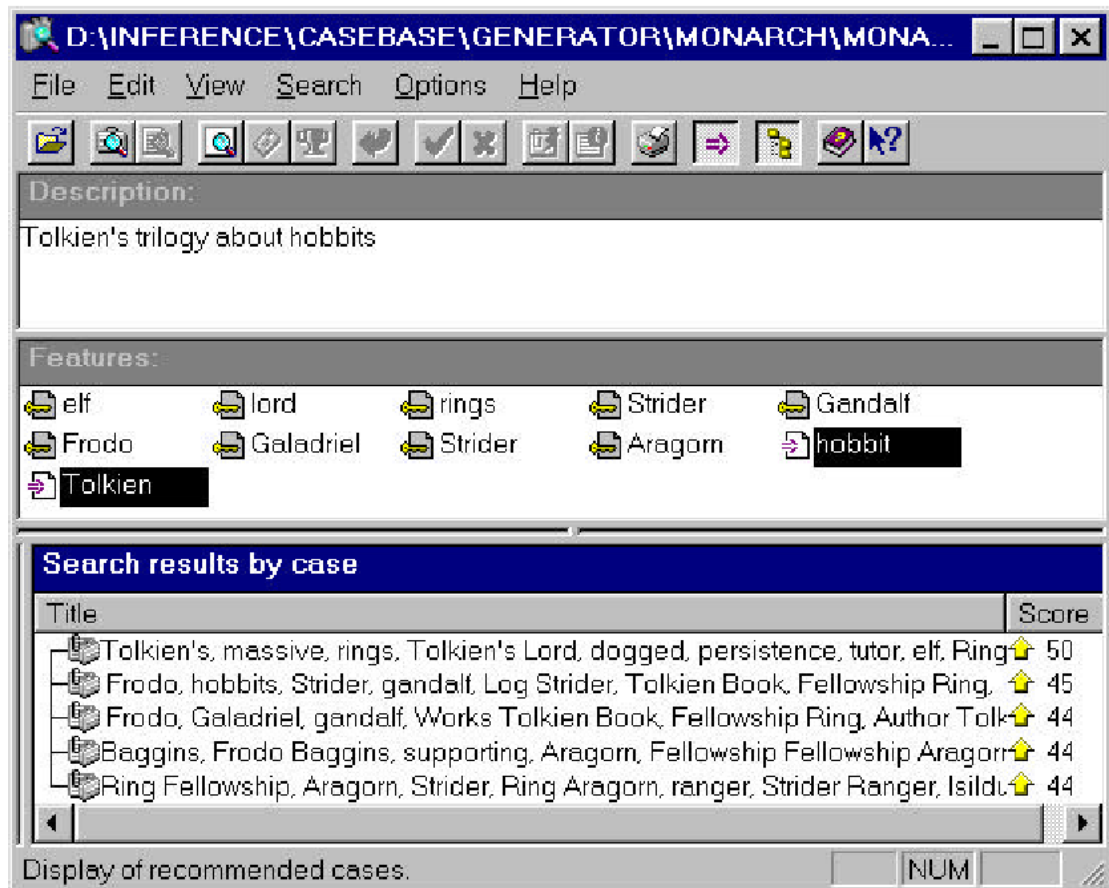 D:\INFERENCE\CASEBASE\GENERATOR\MONARCH\MONA...
File Edit View Search Options Help
Description:
Tolkien's trilogy about hobbits
Features:
elf lord rings Strider Gandalf
Frodo Galadriel Strider Aragorn hobbit
Tolkien
Search results by case
Title Score
Tolkien's, massive, rings, Tolkien's Lord, dogged, persistence, tutor, elf, Ring 50
Frodo, hobbits, Strider, gandalf, Log Strider, Tolkien Book, Fellowship Ring, 45
Frodo, Galadriel, gandalf, Works Tolkien Book, Fellowship Ring, Author Tolk 44
Baggins, Frodo Baggins, supporting, Aragorn, Fellowship Fellowship Aragorn 44
Ring Fellowship, Aragorn, Strider, Ring Aragorn, ranger, Strider Ranger, Isildu 44
Display of recommended cases. NUM